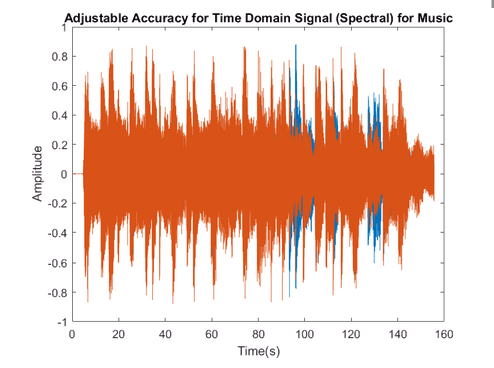 Adjustable Accuracy for Time Domain Signal (Spectral) for Music
1
0.8
0.6
0.4
0.2
0
-0.2
-0.4
-0.6
-0.8
-1
Amplitude
0 20 40 60 80 100 120 140 160
Time(s)